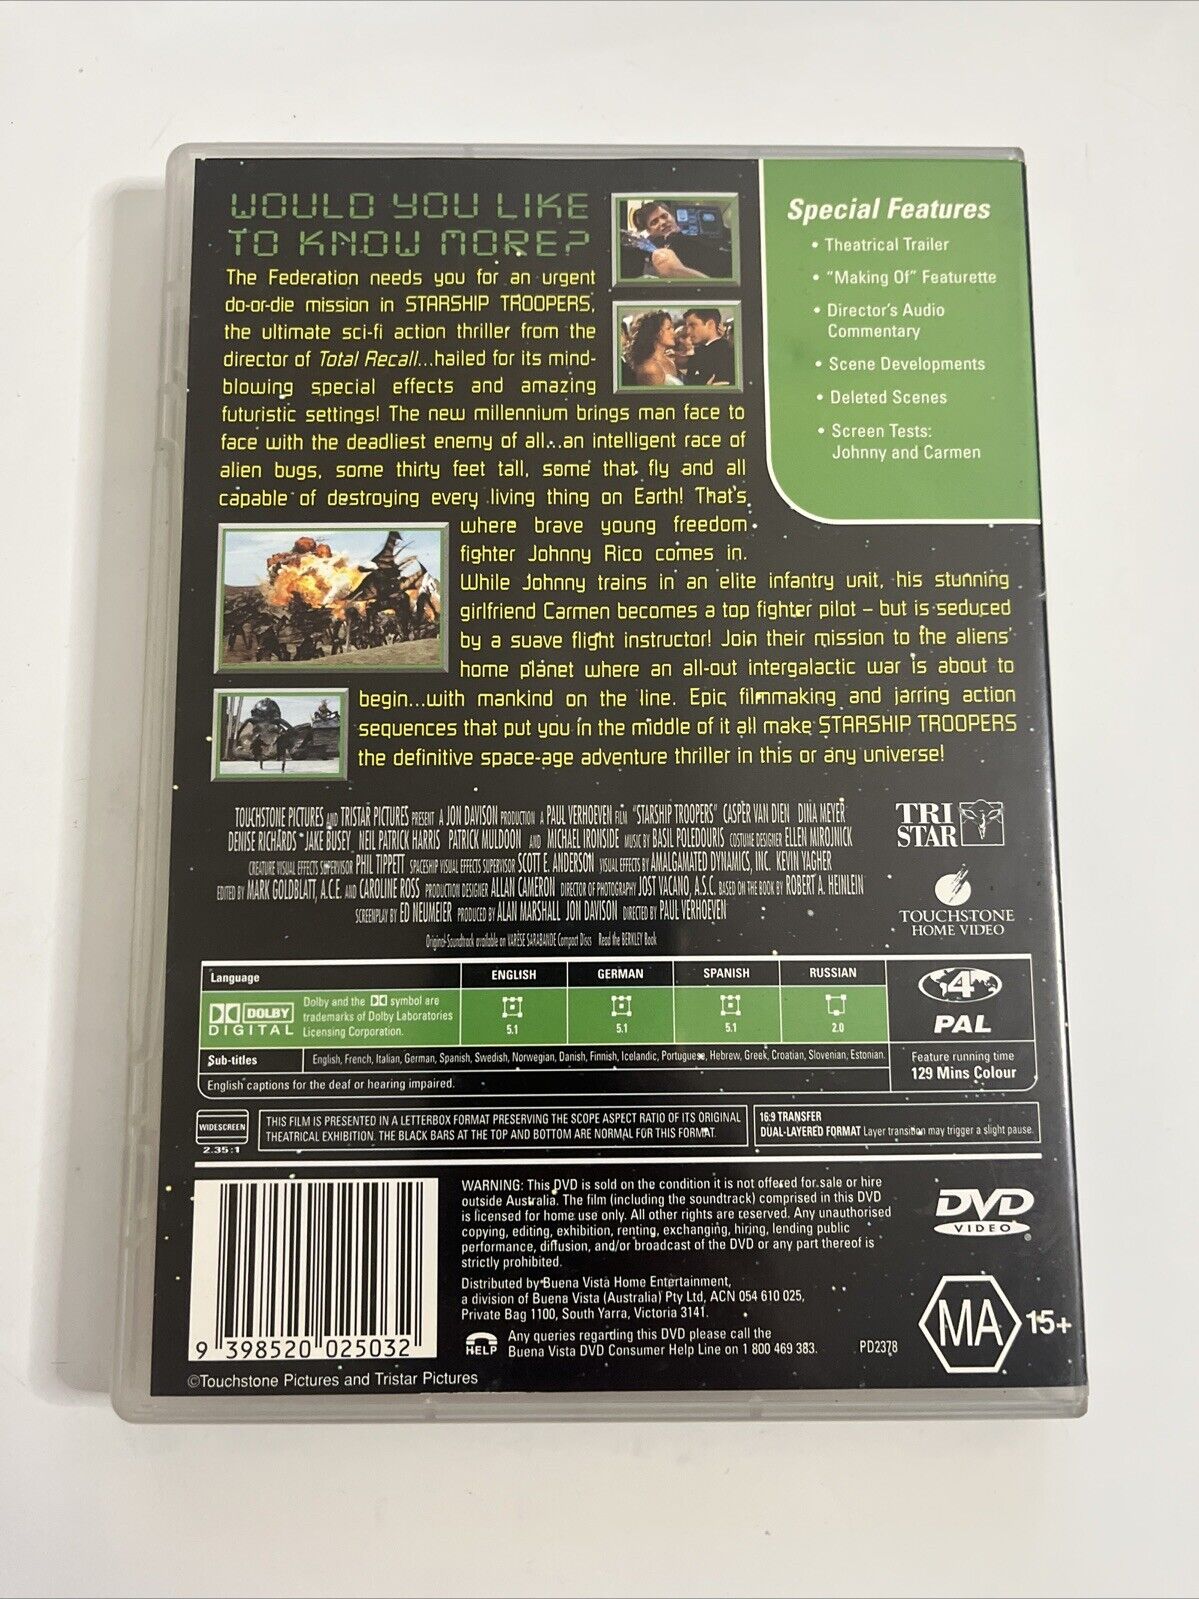 WOULD YOU LIKE
TO KNOW MORE?
The Federation needs you for an urgent
do-or-die mission in STARSHIP TROOPERS,
the ultimate sci-fi action thriller from the
director of Total Recall...hailed for its mind-
blowing special effects and amazing
futuristic settings! The new millennium brings man face to
face with the deadliest enemy of all...an intelligent race of
alien bugs, some thirty feet tall, some that fly and all
capable of destroying every living thing on Earth! That's
where brave young freedom
fighter Johnny Rico comes in.
While Johnny trains in an elite infantry unit, his stunning
girlfriend Carmen becomes a top fighter pilot – but is seduced
by a suave flight instructor! Join their mission to the aliens'
home planet where an all-out intergalactic war is about to
begin...with mankind on the line. Epic filmmaking and jarring action
sequences that put you in the middle of it all make STARSHIP TROOPERS
the definitive space-age adventure thriller in this or any universe!
Special Features
• Theatrical Trailer
• "Making Of" Featurette
• Director's Audio
Commentary
• Scene Developments
• Deleted Scenes
• Screen Tests:
Johnny and Carmen
TOUCHSTONE PICTURES AND TRISTAR PICTURES PRESENT A JON DAVISON PRODUCTION A PAUL VERHOEVEN FILM "STARSHIP TROOPERS" CASPER VAN DIEN DINA MEYER
DENISE RICHARDS JAKE BUSEY NEIL PATRICK HARRIS PATRICK MULDOON AND MICHAEL IRONSIDE MUSIC BY BASIL POLEDOURIS COSTUME DESIGNER ELLEN MIROJNICK
CREATURE VISUAL EFFECTS SUPERVISOR PHIL TIPPETT SPACESHIP VISUAL EFFECTS SUPERVISOR SCOTT E. ANDERSON VISUAL EFFECTS BY AMALGAMATED DYNAMICS, INC. KEVIN YAGHER
EDITED BY MARK GOLDBLATT, A.C.E. AND CAROLINE ROSS PRODUCTION DESIGNER ALLAN CAMERON DIRECTOR OF PHOTOGRAPHY JOST VACANO, A.S.C. BASED ON THE BOOK BY ROBERT A. HEINLEIN
SCREENPLAY BY ED NEUMEIER PRODUCED BY ALAN MARSHALL JON DAVISON DIRECTED BY PAUL VERHOEVEN
Original Soundtrack available on VARÈSE SARABANDE Compact Discs Read the BERKLEY Book
TRI
STAR
TOUCHSTONE
HOME VIDEO
Language ENGLISH GERMAN SPANISH RUSSIAN
DOLBY
DIGITAL
Dolby and the DD symbol are
trademarks of Dolby Laboratories
Licensing Corporation.
5.1 5.1 5.1 2.0
Sub-titles English, French, Italian, German, Spanish, Swedish, Norwegian, Danish, Finnish, Icelandic, Portuguese, Hebrew, Greek, Croatian, Slovenian, Estonian.
English captions for the deaf or hearing impaired.
4
PAL
Feature running time
129 Mins Colour
WIDESCREEN
2.35:1
THIS FILM IS PRESENTED IN A LETTERBOX FORMAT PRESERVING THE SCOPE ASPECT RATIO OF ITS ORIGINAL
THEATRICAL EXHIBITION. THE BLACK BARS AT THE TOP AND BOTTOM ARE NORMAL FOR THIS FORMAT.
16:9 TRANSFER
DUAL-LAYERED FORMAT Layer transition may trigger a slight pause.
WARNING: This DVD is sold on the condition it is not offered for sale or hire
outside Australia. The film (including the soundtrack) comprised in this DVD
is licensed for home use only. All other rights are reserved. Any unauthorised
copying, editing, exhibition, renting, exchanging, hiring, lending public
performance, diffusion, and/or broadcast of the DVD or any part thereof is
strictly prohibited.
Distributed by Buena Vista Home Entertainment,
a division of Buena Vista (Australia) Pty Ltd, ACN 054 610 025,
Private Bag 1100, South Yarra, Victoria 3141.
HELP
Any queries regarding this DVD please call the
Buena Vista DVD Consumer Help Line on 1 800 469 383.
PD2378
DVD
VIDEO
MA 15+
9 398520 025032
©Touchstone Pictures and Tristar Pictures